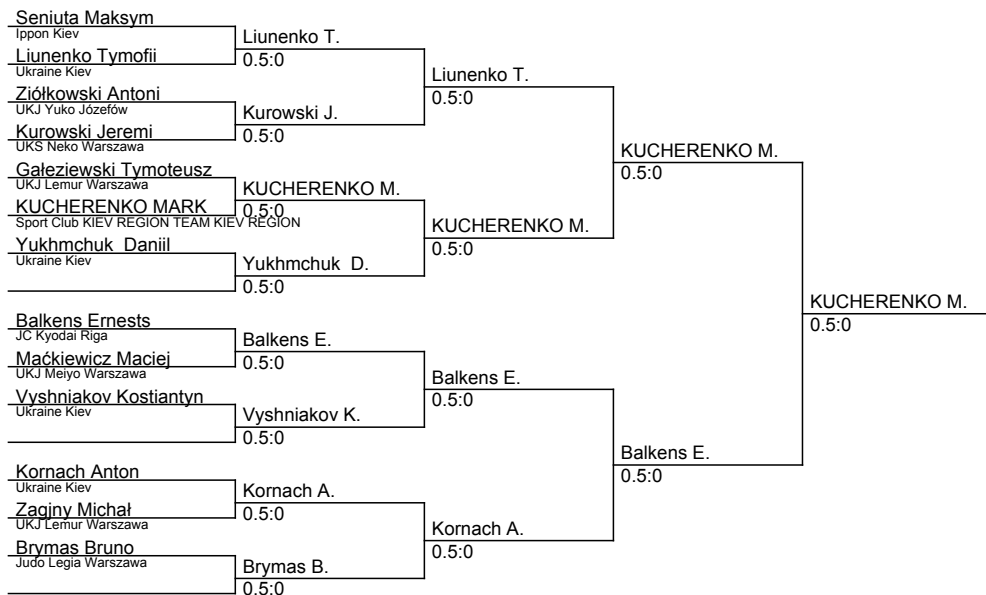 Seniuta Maksym
Ippon Kiev
Liunenko Tymofii
Ukraine Kiev
Ziółkowski Antoni
UKJ Yuko Józefów
Kurowski Jeremi
UKS Neko Warszawa
Gałeziewski Tymoteusz
UKJ Lemur Warszawa
KUCHERENKO MARK
Sport Club KIEV REGION TEAM KIEV REGION
Yukhmchuk  Daniil
Ukraine Kiev
Balkens Ernests
JC Kyodai Riga
Maćkiewicz Maciej
UKJ Meiyo Warszawa
Vyshniakov Kostiantyn
Ukraine Kiev
Kornach Anton
Ukraine Kiev
Zagjny Michał
UKJ Lemur Warszawa
Brymas Bruno
Judo Legia Warszawa
Liunenko T.
0.5:0
Kurowski J.
0.5:0
KUCHERENKO M.
0.5:0
Yukhmchuk  D.
0.5:0
Balkens E.
0.5:0
Vyshniakov K.
0.5:0
Kornach A.
0.5:0
Brymas B.
0.5:0
Liunenko T.
0.5:0
KUCHERENKO M.
0.5:0
Balkens E.
0.5:0
Kornach A.
0.5:0
KUCHERENKO M.
0.5:0
Balkens E.
0.5:0
KUCHERENKO M.
0.5:0